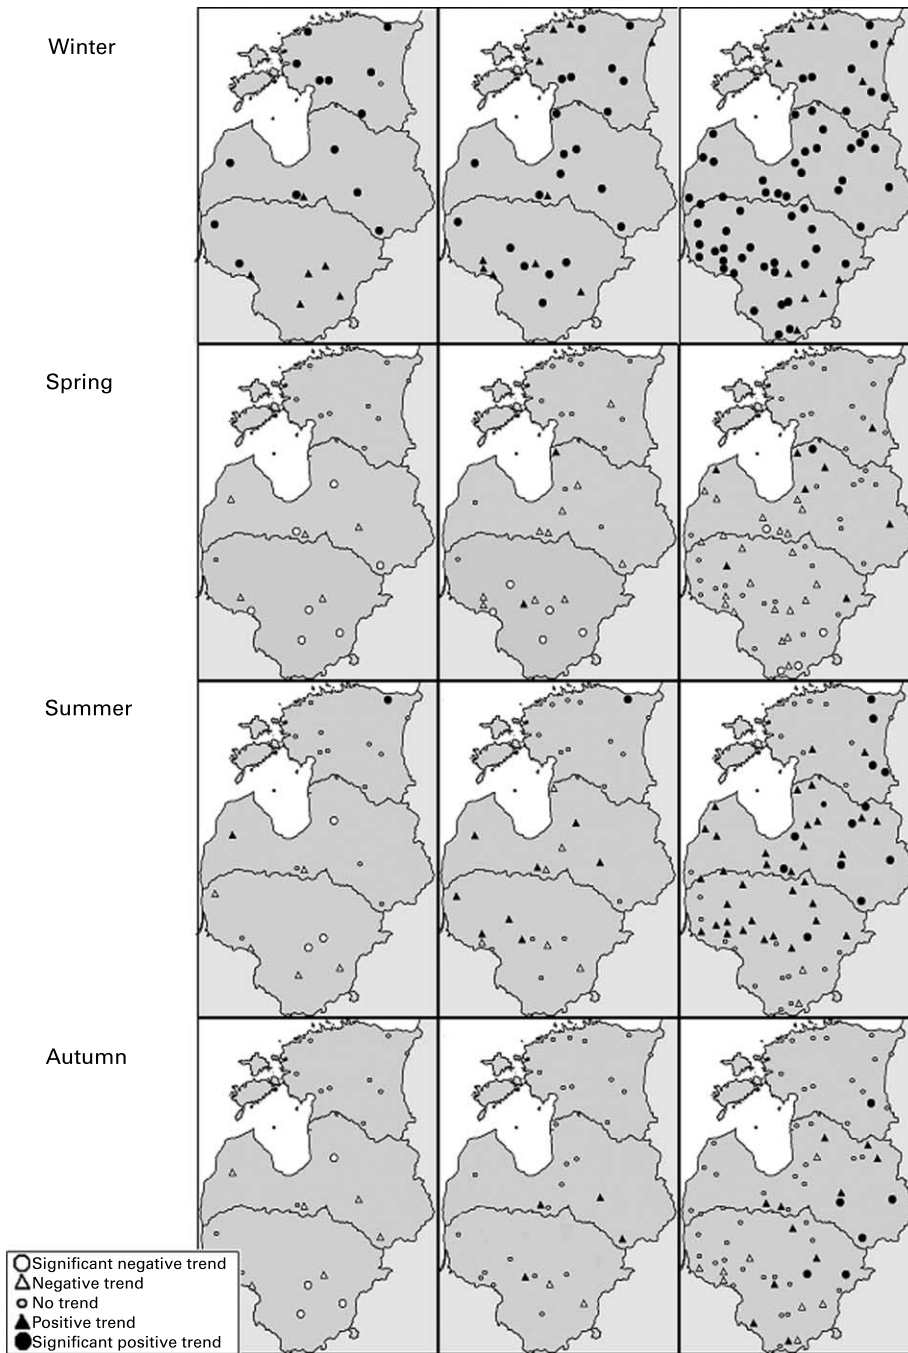 Winter
Spring
Summer
Autumn
Significant negative trend
Negative trend
No trend
Positive trend
Significant positive trend